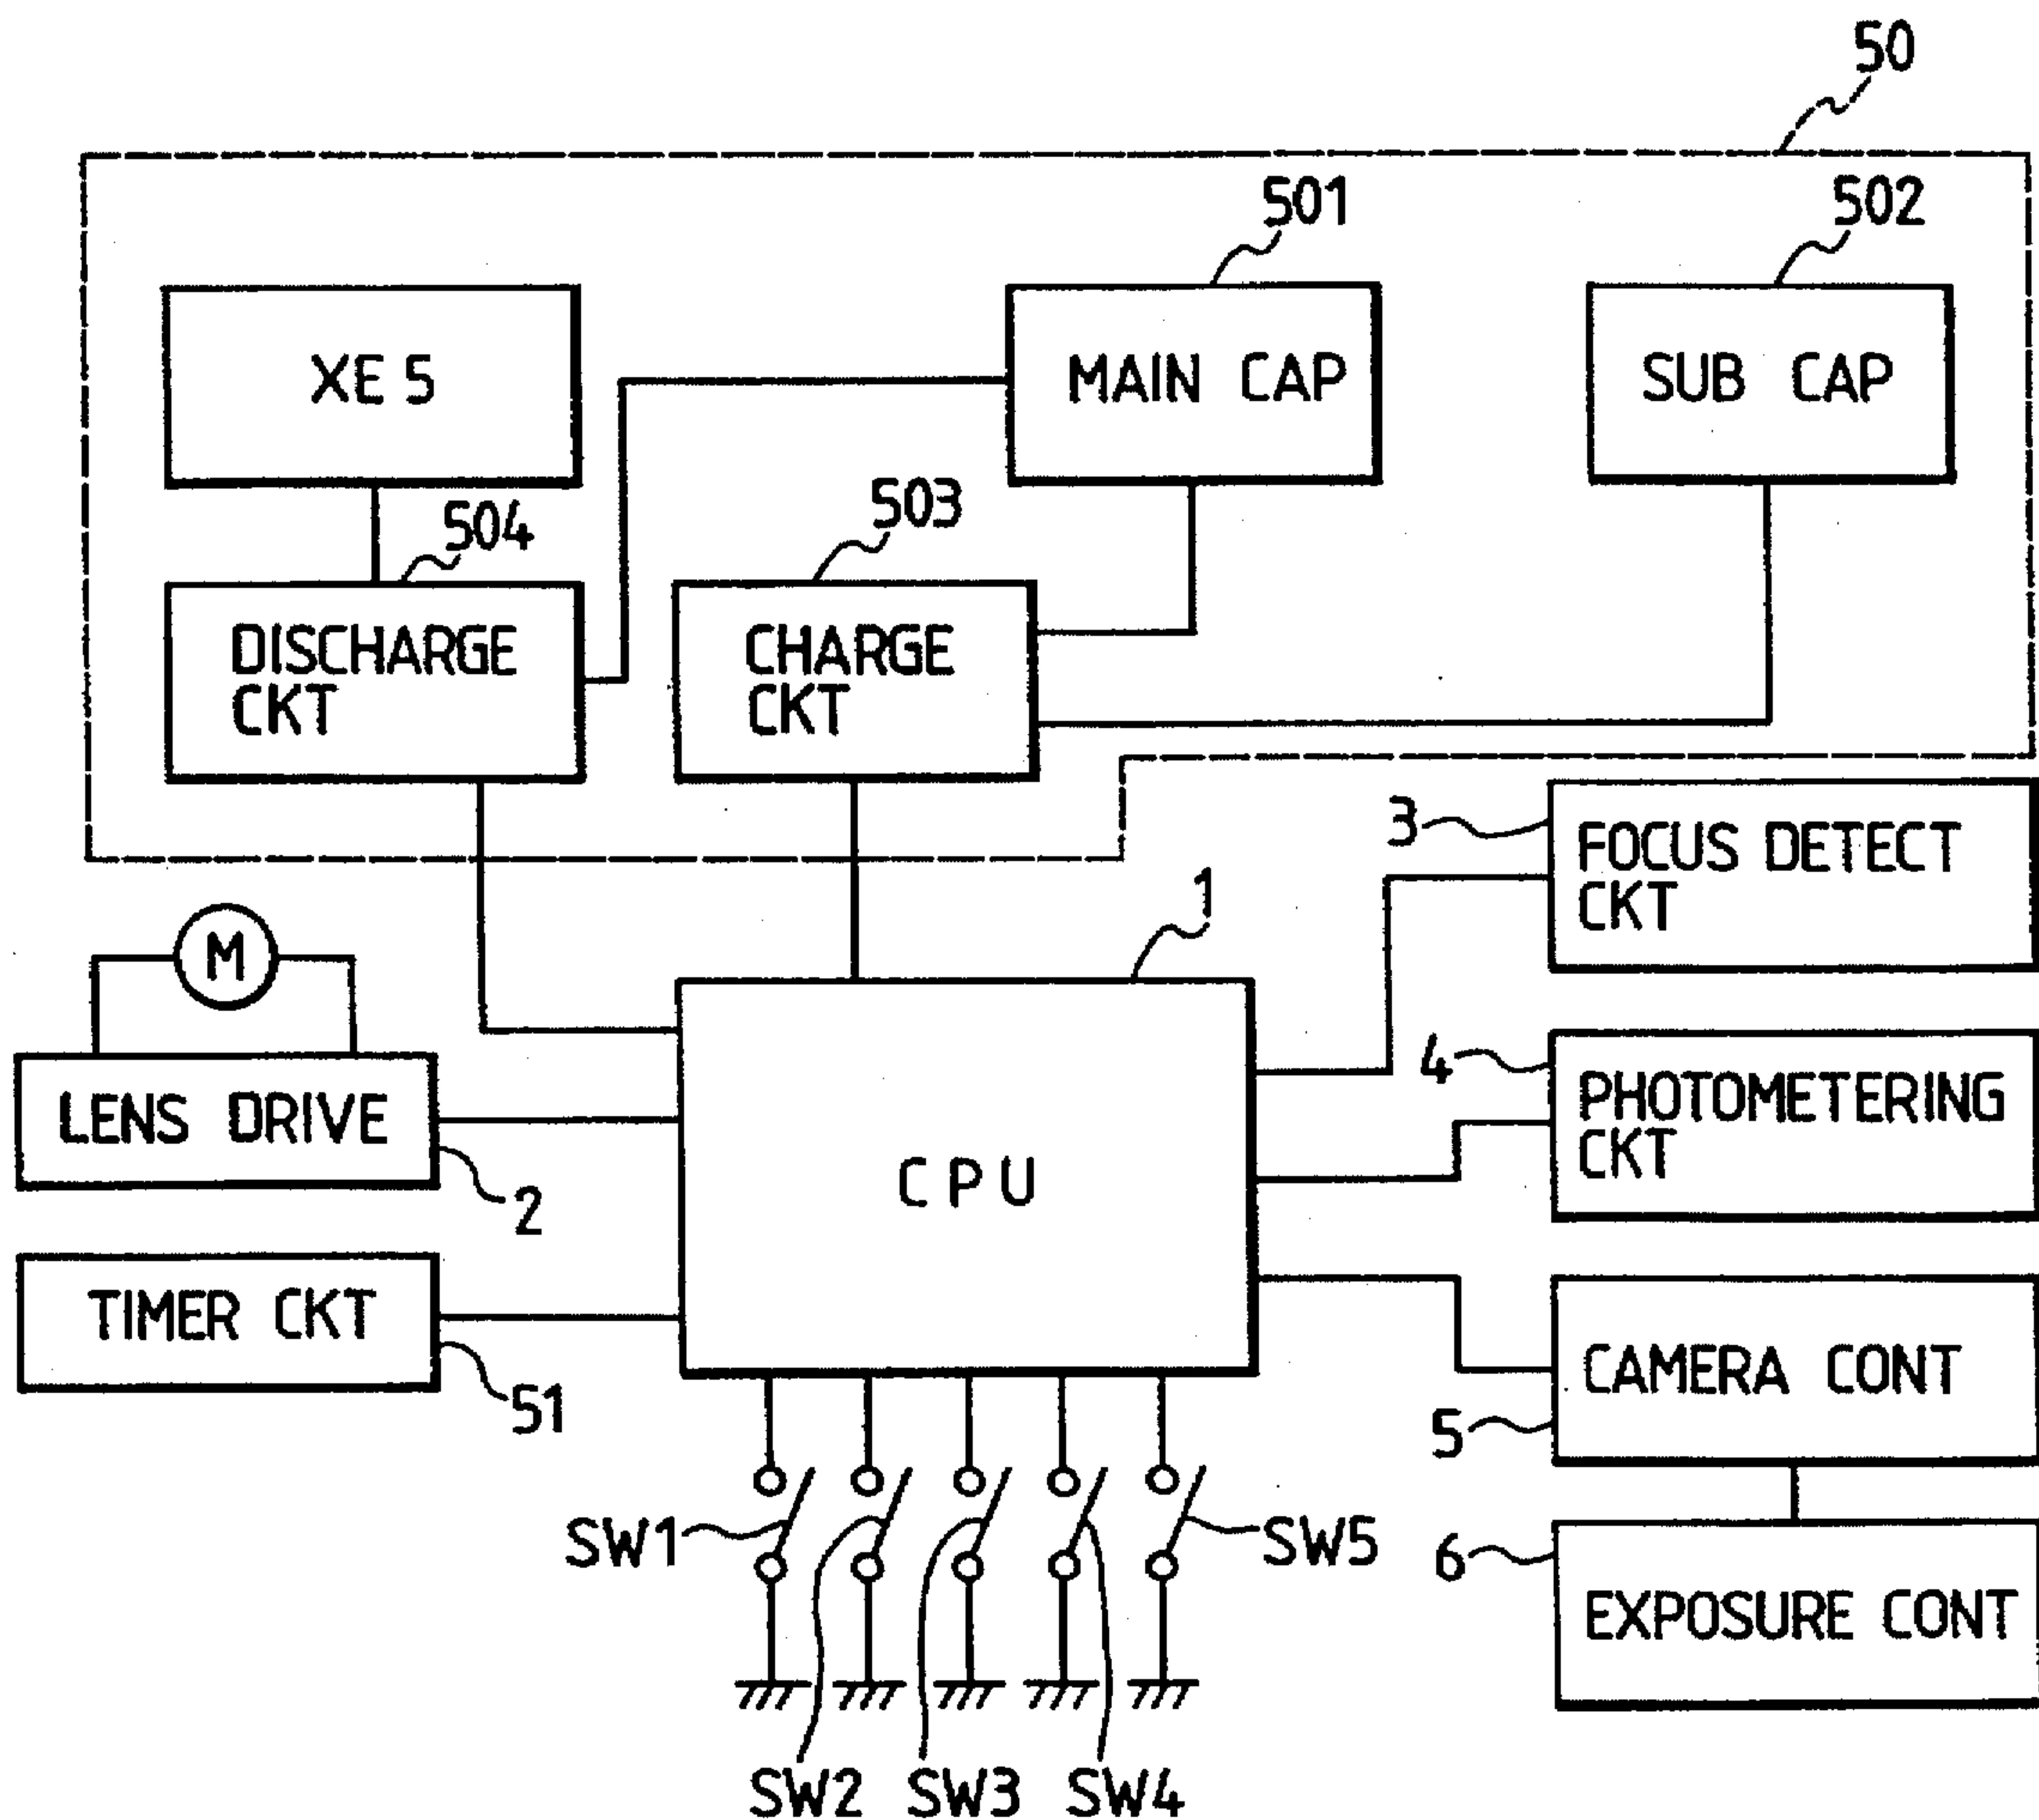 50
501
502
XE 5
MAIN CAP
SUB CAP
503
504
DISCHARGE
CKT
CHARGE
CKT
3
FOCUS DETECT
CKT
1
M
4
LENS DRIVE
PHOTOMETERING
CKT
CPU
2
TIMER CKT
51
CAMERA CONT
5
SW1
SW5
6
EXPOSURE CONT
SW2
SW3
SW4